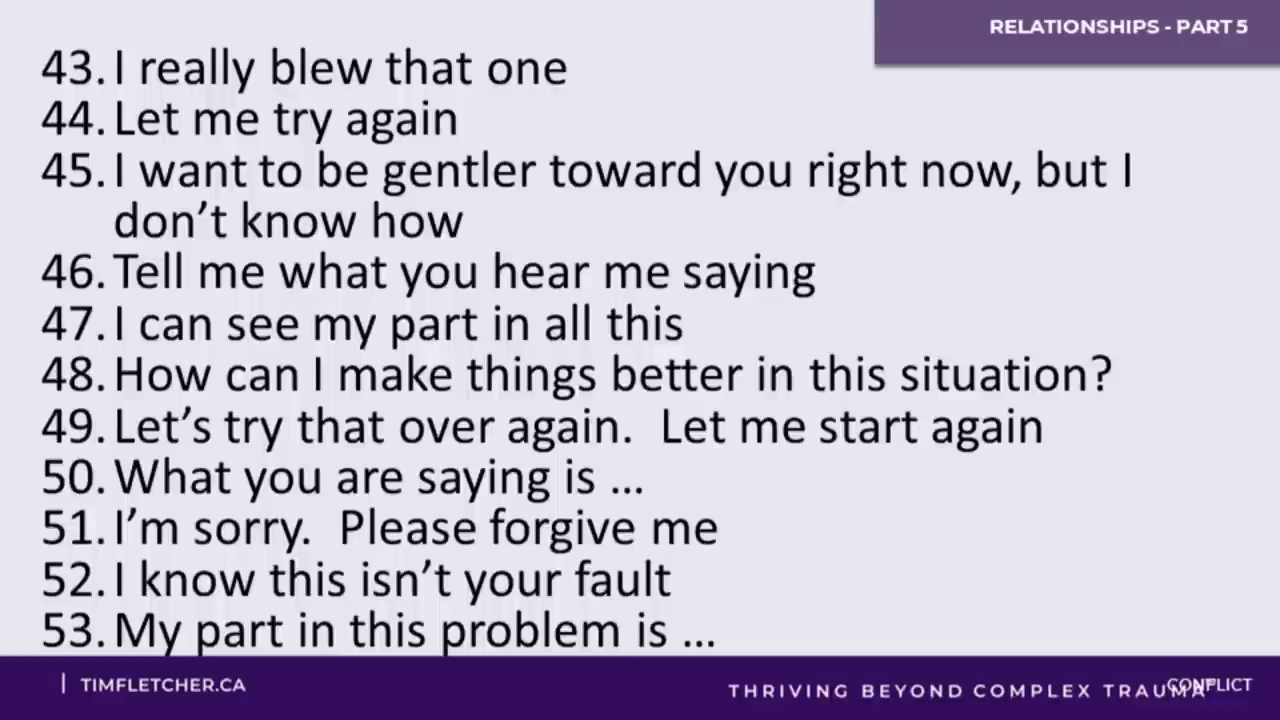 RELATIONSHIPS - PART 5
43. I really blew that one
44. Let me try again
45. I want to be gentler toward you right now, but I
don’t know how
46. Tell me what you hear me saying
47. I can see my part in all this
48. How can I make things better in this situation?
49. Let’s try that over again.  Let me start again
50. What you are saying is ...
51. I’m sorry.  Please forgive me
52. I know this isn’t your fault
53. My part in this problem is ...
| TIMFLETCHER.CA
THRIVING BEYOND COMPLEX TRAUMA
CONFLICT